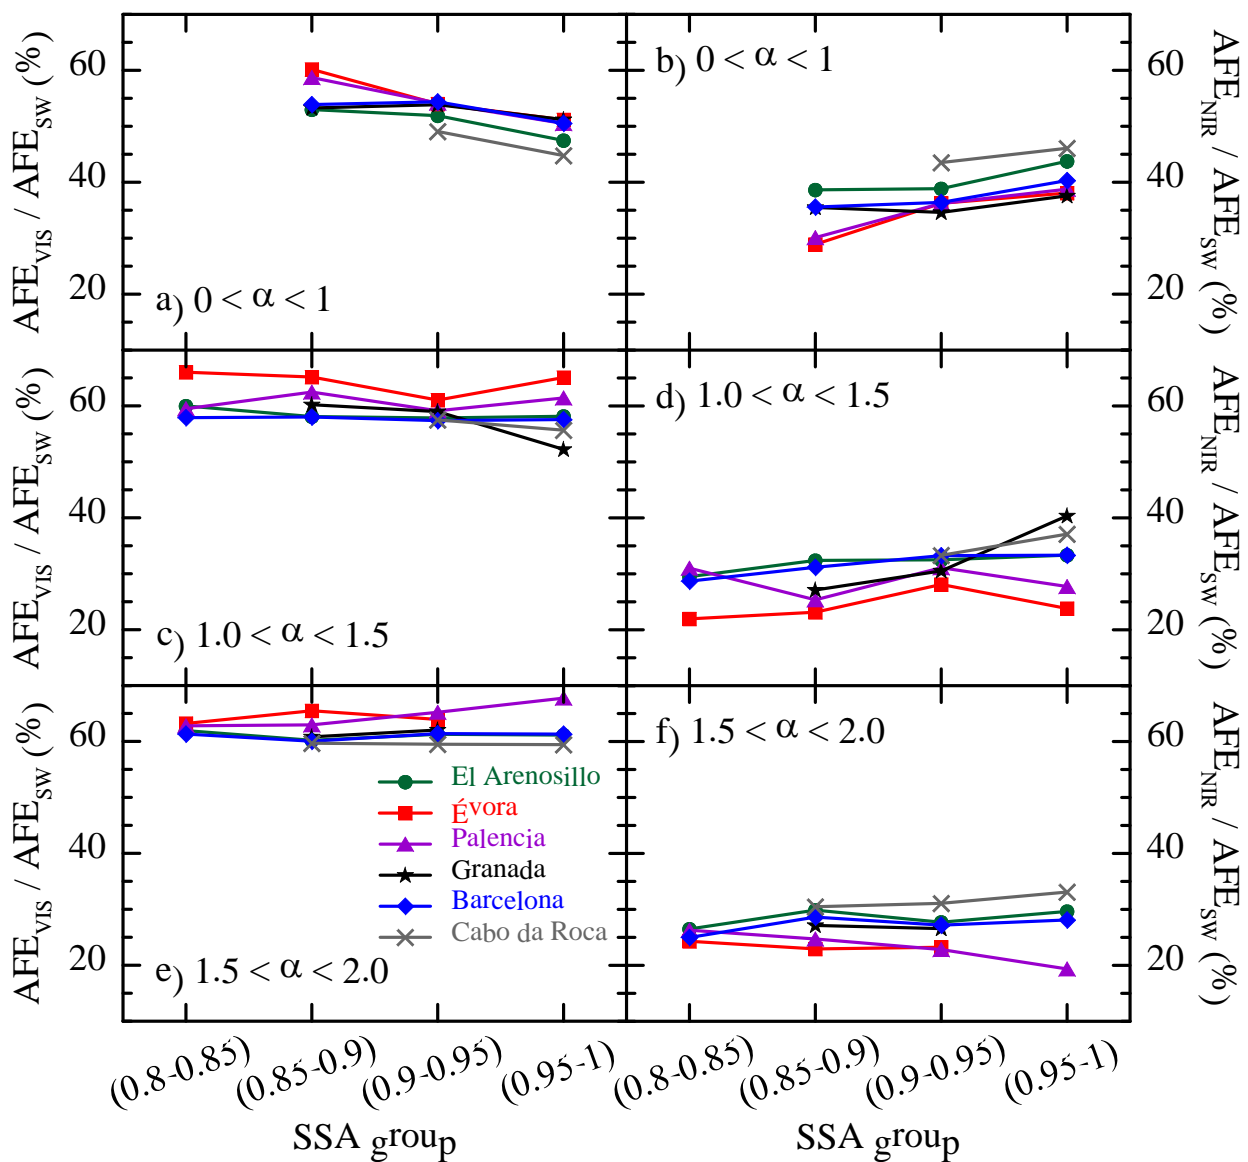 AFE_VIS / AFE_SW (%)
60
40
20
a) 0 < α < 1
b) 0 < α < 1
60
40
20
AFE_NIR / AFE_SW (%)
AFE_VIS / AFE_SW (%)
60
40
20
c) 1.0 < α < 1.5
d) 1.0 < α < 1.5
60
40
20
AFE_NIR / AFE_SW (%)
AFE_VIS / AFE_SW (%)
60
40
20
El Arenosillo
Évora
Palencia
Granada
Barcelona
Cabo da Roca
e) 1.5 < α < 2.0
f) 1.5 < α < 2.0
60
40
20
AFE_NIR / AFE_SW (%)
(0.8-0.85) (0.85-0.9) (0.9-0.95) (0.95-1) (0.8-0.85) (0.85-0.9) (0.9-0.95) (0.95-1)
SSA group SSA group